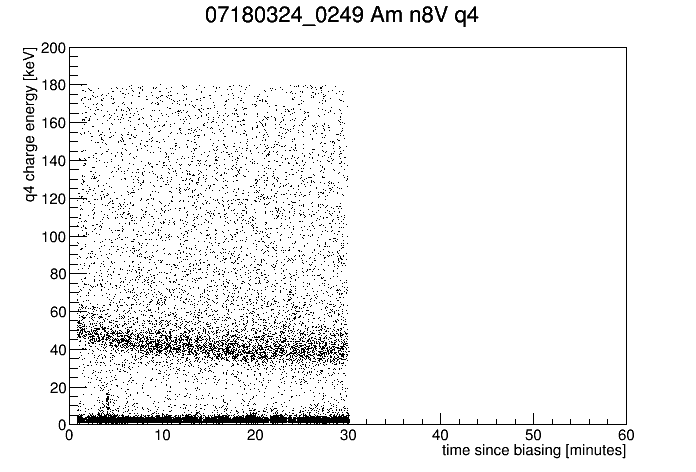 07180324_0249 Am n8V q4
q4 charge energy [keV]
200
180
160
140
120
100
80
60
40
20
0
0 10 20 30 40 50 60
time since biasing [minutes]